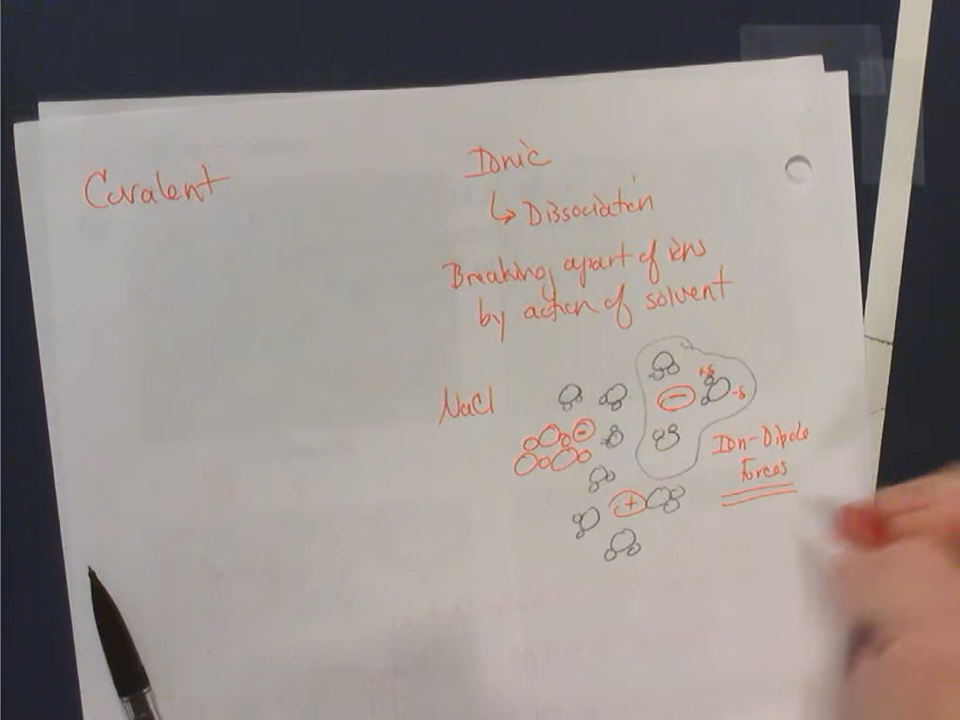 Covalent
Ionic
↳ Dissociation
Breaking apart of ions
by action of solvent
NaCl
-
+δ
-
-δ
Ion-Dipole
Forces
+